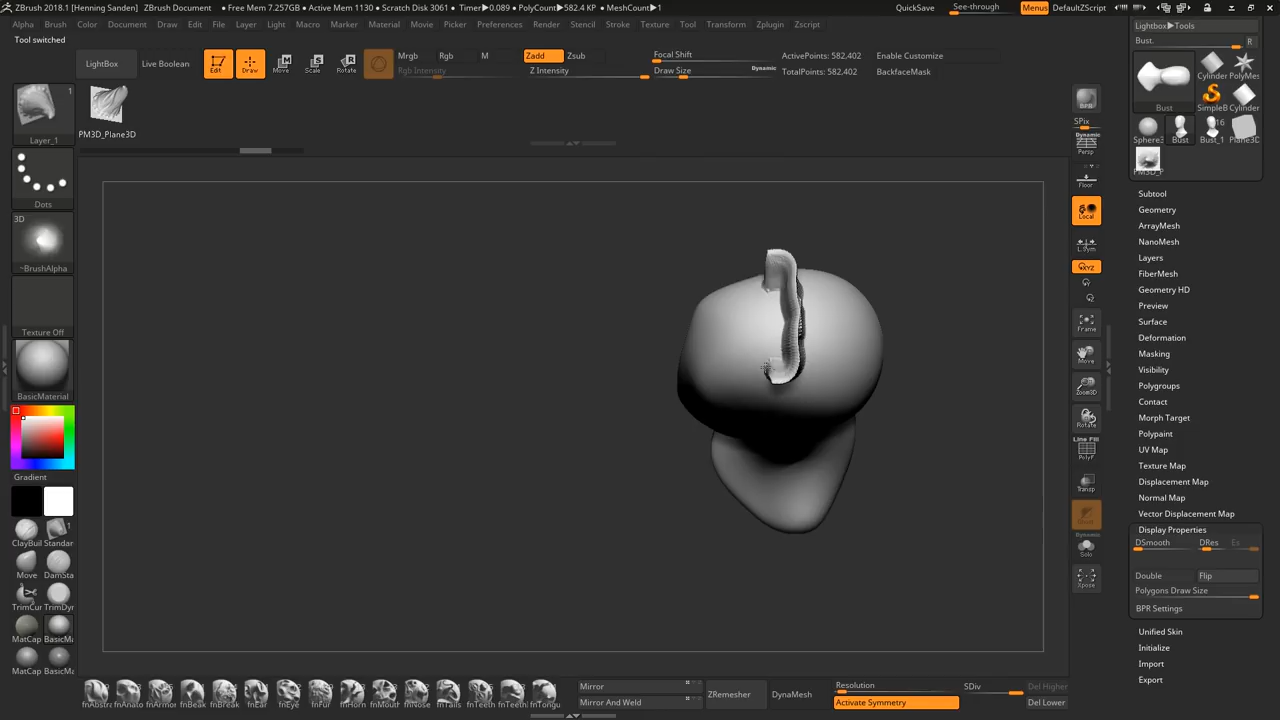 ZBrush 2018.1 [Henning Sanden] ZBrush Document • Free Mem 7.257GB • Active Mem 1130 • Scratch Disk 3061 • Timer▶0.089 • PolyCount▶582.4 KP • MeshCount▶1
QuickSave See-through Menus DefaultZScript
Alpha Brush Color Document Draw Edit File Layer Light Macro Marker Material Movie Picker Preferences Render Stencil Stroke Texture Tool Transform Zplugin Zscript
Tool switched
LightBox Live Boolean Edit Draw Move Scale Rotate
Mrgb Rgb M
Rgb Intensity
Zadd Zsub
Z Intensity
Focal Shift
Draw Size Dynamic
ActivePoints: 582,402
TotalPoints: 582,402
Enable Customize
BackfaceMask
1
Layer_1
PM3D_Plane3D
Dots
3D
~BrushAlpha
Texture Off
BasicMaterial
Gradient
ClayBuil Standar
1
Move DamSta
TrimCur TrimDyn
MatCap BasicMa
MatCap BasicMa
BPR
SPix
Dynamic
Persp
Floor
Local
L.Sym
XYZ
Frame
Move
Zoom3D
Rotate
Line Fill
PolyF
Transp
Dynamic
Solo
Xpose
Lightbox▶Tools
Bust. R
Bust
Cylinder PolyMes
SimpleB Cylinder
16
Sphere3 Bust Bust_1 Plane3D
PM3D_P
Subtool
Geometry
ArrayMesh
NanoMesh
Layers
FiberMesh
Geometry HD
Preview
Surface
Deformation
Masking
Visibility
Polygroups
Contact
Morph Target
Polypaint
UV Map
Texture Map
Displacement Map
Normal Map
Vector Displacement Map
Display Properties
DSmooth DRes Es
Double Flip
Polygons Draw Size
BPR Settings
Unified Skin
Initialize
Import
Export
fnAbstr fnAnato fnArmor fnBeak fnBreak fnEar fnEye fnFur fnHorn fnMouth fnNose fnTails fnTeeth fnTeeth fnTongu
Mirror
Mirror And Weld
ZRemesher
DynaMesh
Resolution
Activate Symmetry
SDiv
Del Higher
Del Lower